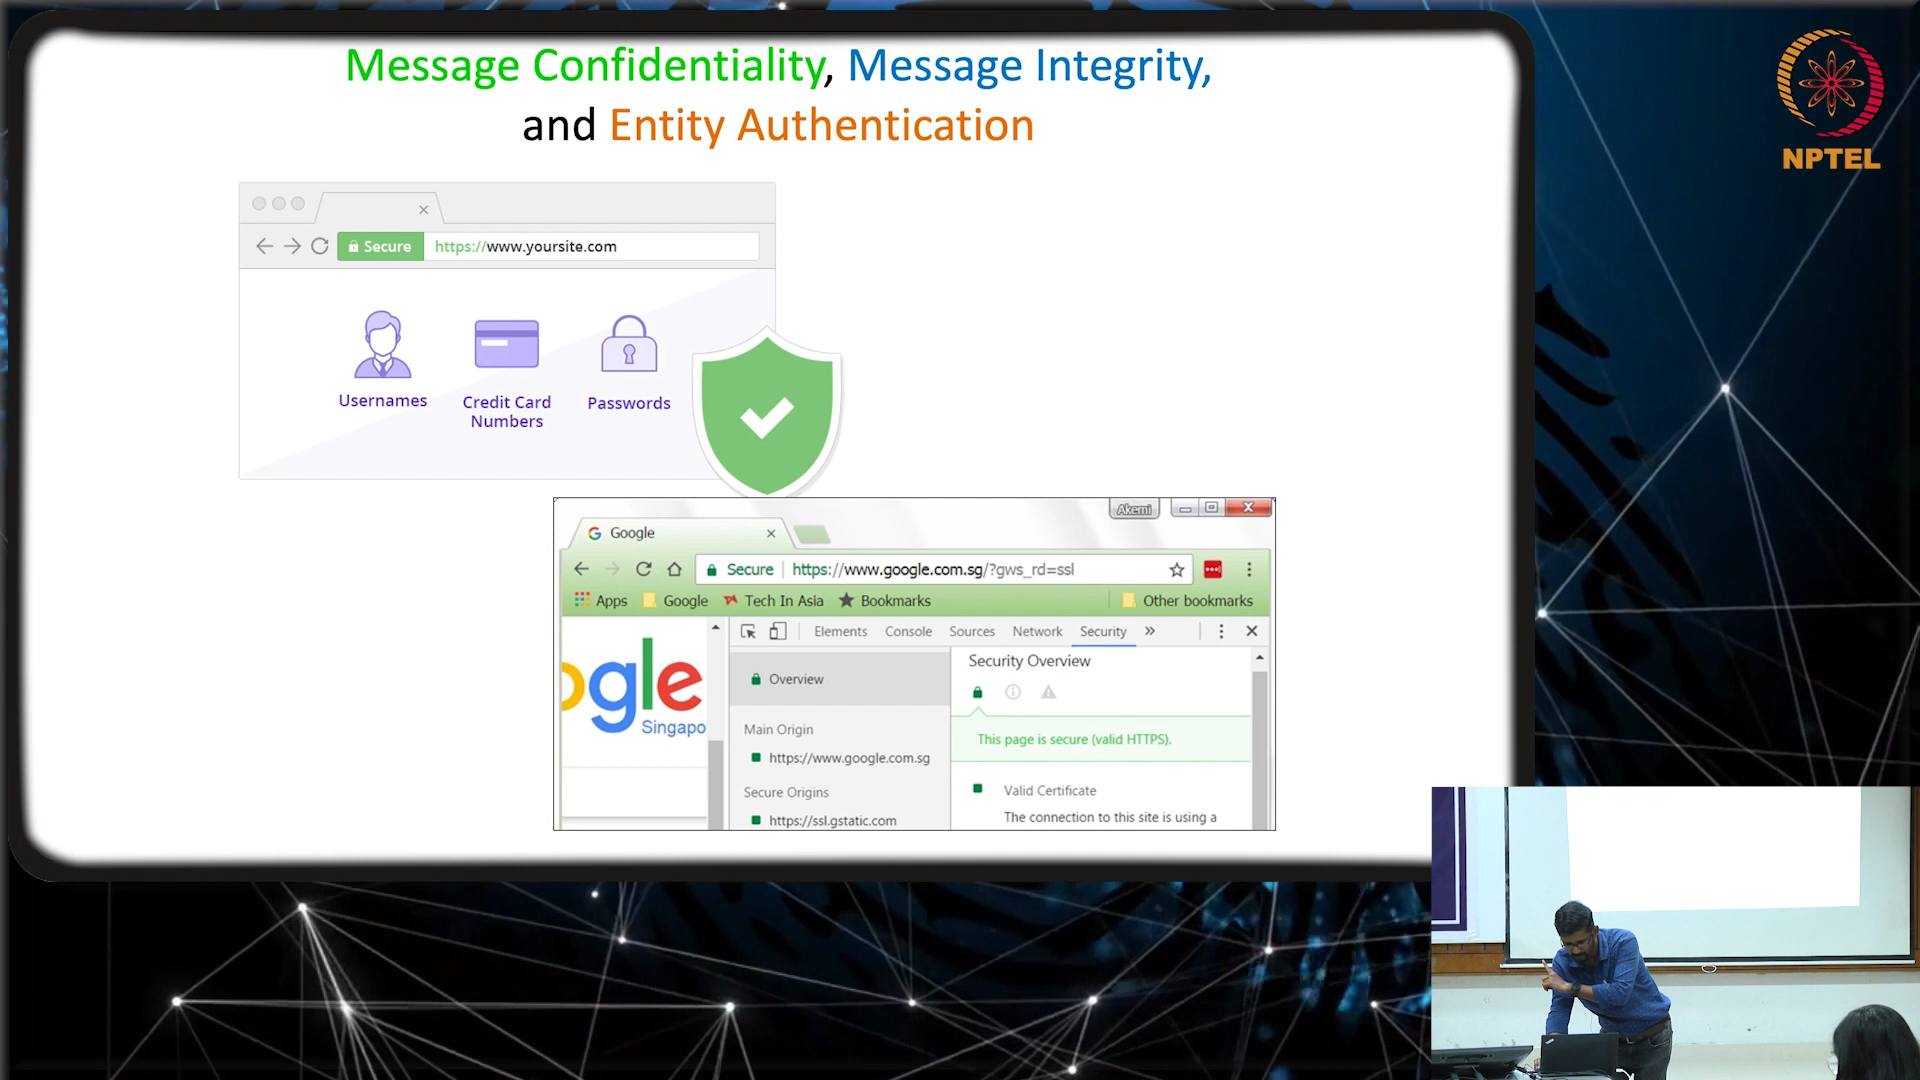 Message Confidentiality, Message Integrity,
and Entity Authentication
NPTEL
Secure
https://www.yoursite.com
Usernames
Credit Card
Numbers
Passwords
Akemi
Google
Secure
https://www.google.com.sg/?gws_rd=ssl
Apps
Google
Tech In Asia
Bookmarks
Other bookmarks
Elements
Console
Sources
Network
Security
ogle
Singapo
Overview
Main Origin
https://www.google.com.sg
Secure Origins
https://ssl.gstatic.com
Security Overview
This page is secure (valid HTTPS).
Valid Certificate
The connection to this site is using a